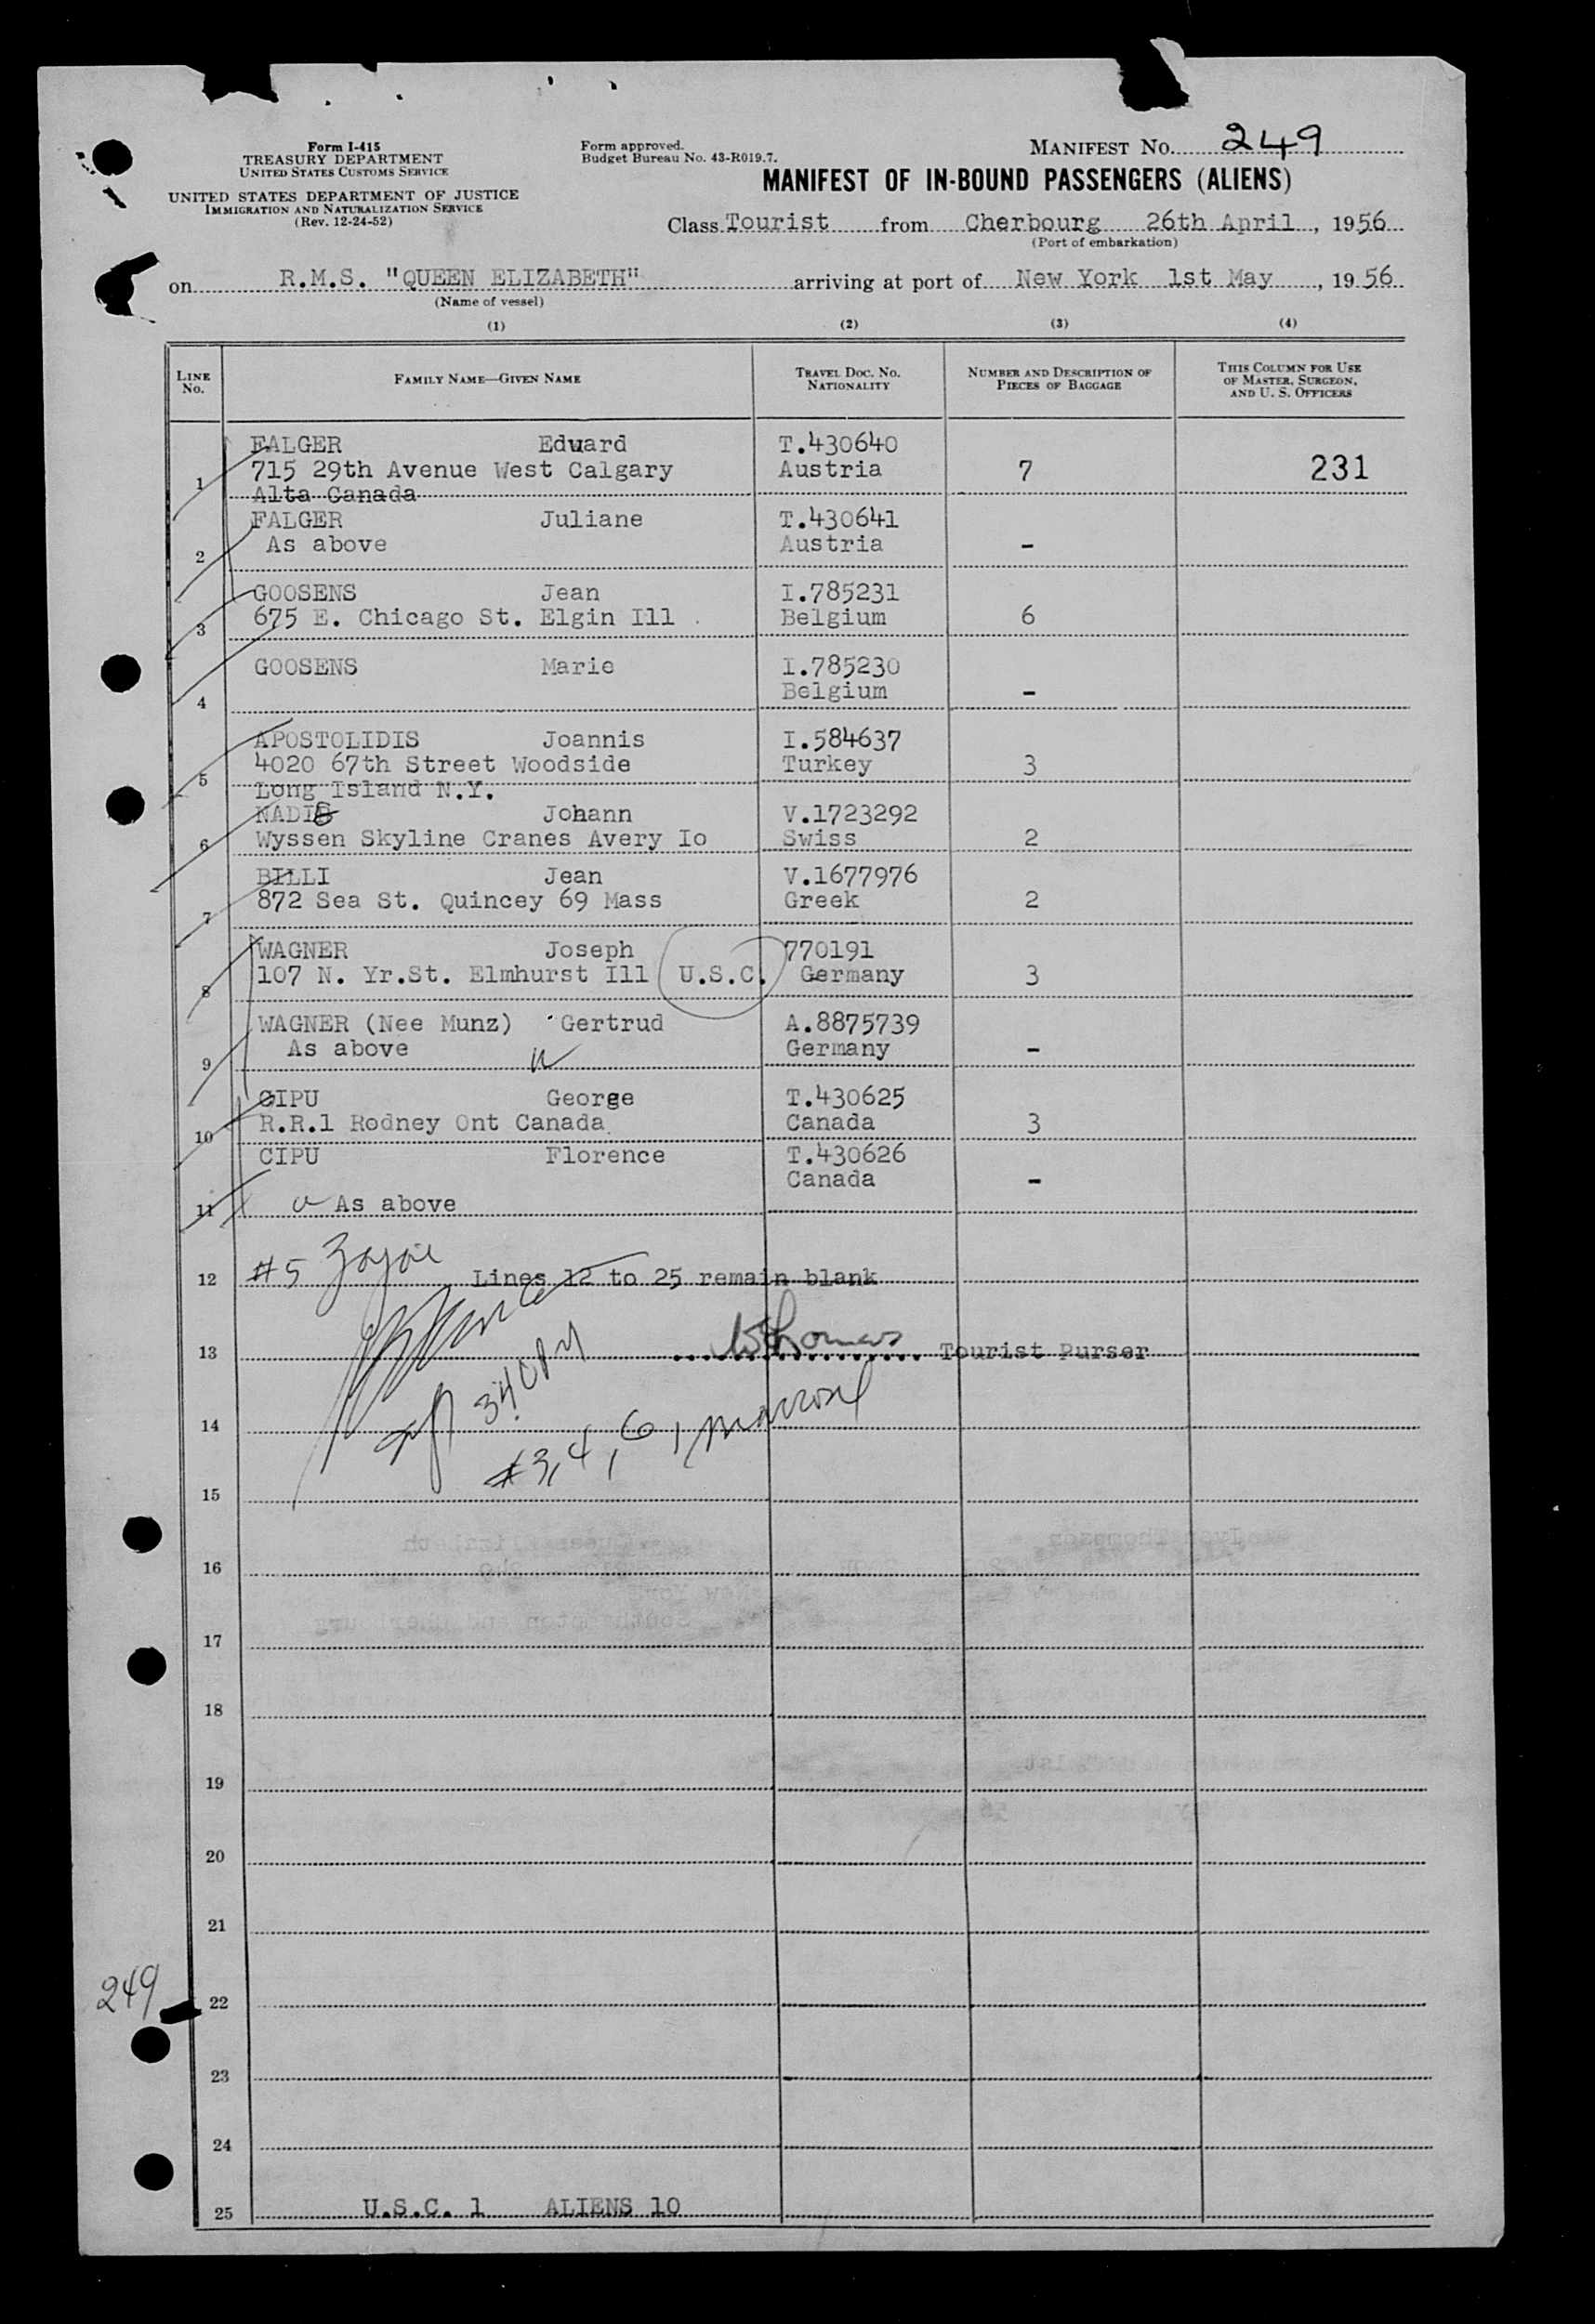 Form I-415
TREASURY DEPARTMENT
UNITED STATES CUSTOMS SERVICE
UNITED STATES DEPARTMENT OF JUSTICE
IMMIGRATION AND NATURALIZATION SERVICE
(Rev. 12-24-52)
Form approved.
Budget Bureau No. 43-R019.7.
MANIFEST NO. 249
MANIFEST OF IN-BOUND PASSENGERS (ALIENS)
Class Tourist from Cherbourg 26th April, 1956
(Port of embarkation)
on R.M.S. "QUEEN ELIZABETH" arriving at port of New York 1st May, 1956
(Name of vessel)
(1) (2) (3) (4)
LINE No. FAMILY NAME—GIVEN NAME TRAVEL DOC. NO. NATIONALITY NUMBER AND DESCRIPTION OF PIECES OF BAGGAGE THIS COLUMN FOR USE OF MASTER, SURGEON, AND U. S. OFFICERS
FALGER Eduard T.430640
1 715 29th Avenue West Calgary Austria 7 231
Alta Canada
FALGER Juliane T.430641
2 As above Austria -
GOOSENS Jean I.785231
3 675 E. Chicago St. Elgin Ill . Belgium 6
GOOSENS Marie I.785230
4 Belgium -
APOSTOLIDIS Joannis I.584637
5 4020 67th Street Woodside Turkey 3
Long Island N.Y.
NADIG Johann V.1723292
6 Wyssen Skyline Cranes Avery Io Swiss 2
BILLI Jean V.1677976
7 872 Sea St. Quincey 69 Mass Greek 2
WAGNER Joseph 770191
8 107 N. Yr.St. Elmhurst Ill U.S.C. Germany 3
WAGNER (Nee Munz) Gertrud A.8875739
9 As above Germany -
CIPU George T.430625
10 R.R.1 Rodney Ont Canada Canada 3
CIPU Florence T.430626
Canada -
11 As above
#5
12 Lines 12 to 25 remain blank
13 WThomas Tourist Purser
340PM
14
#3,4,6,
15
16
17
18
19
20
21
249
22
23
24
25 U.S.C. 1 ALIENS 10